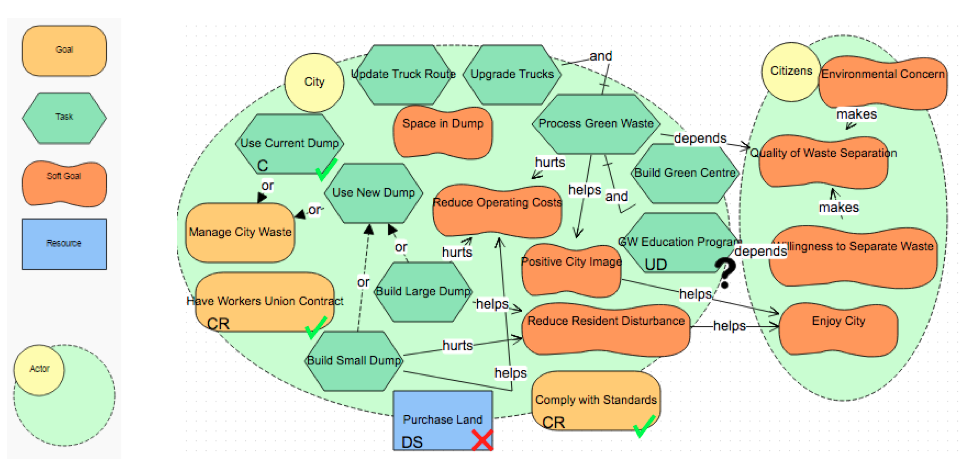 Goal
Task
Soft Goal
Resource
Actor
City
Update Truck Route
Upgrade Trucks
and
Citizens
Environmental Concern
Space in Dump
Process Green Waste
makes
Use Current Dump
C
depends
Quality of Waste Separation
or
Use New Dump
hurts
Build Green Centre
helps
and
Manage City Waste
or
Reduce Operating Costs
makes
or
hurts
GW Education Program
UD
?
depends
Willingness to Separate Waste
Positive City Image
or
Build Large Dump
Have Workers Union Contract
CR
helps
helps
Reduce Resident Disturbance
helps
Enjoy City
Build Small Dump
hurts
helps
Comply with Standards
CR
Purchase Land
DS